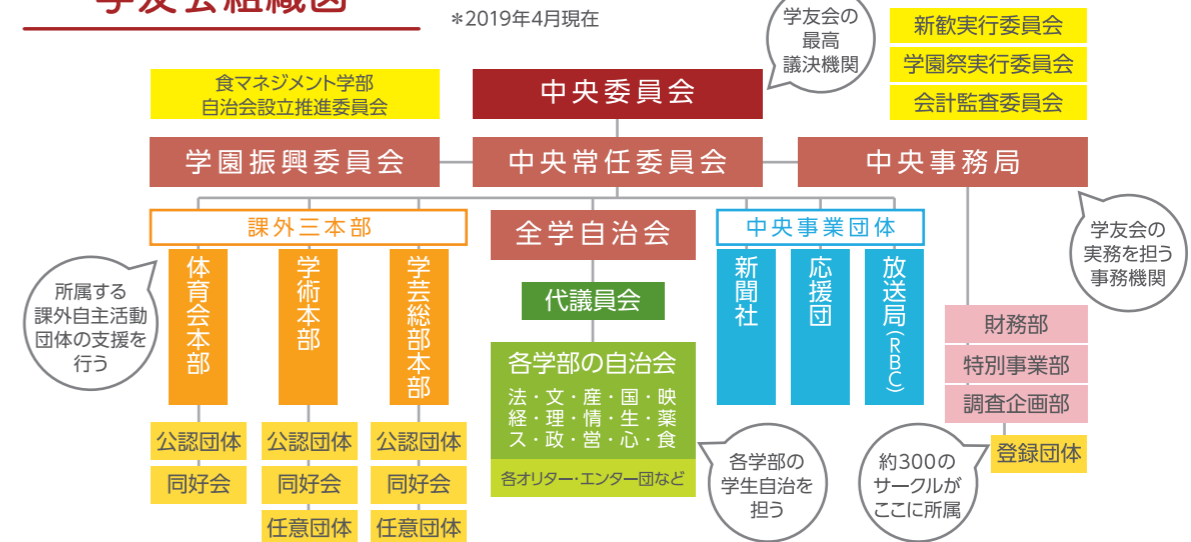 学友会組織図
*2019年4月現在
学友会の
最高
議決機関
新歓実行委員会
学園祭実行委員会
会計監査委員会
食マネジメント学部
自治会設立推進委員会
中央委員会
学園振興委員会
中央常任委員会
中央事務局
課外三本部
全学自治会
中央事業団体
学友会の
実務を担う
事務機関
所属する
課外自主活動
団体の支援を
行う
体育会本部
学術本部
学芸総部本部
代議員会
新聞社
応援団
放送局(RBC)
各学部の自治会
法・文・産・国・映
経・理・情・生・薬
ス・政・営・心・食
各オリター・エンター団など
各学部の
学生自治を
担う
財務部
特別事業部
調査企画部
登録団体
約300の
サークルが
ここに所属
公認団体
公認団体
公認団体
同好会
同好会
同好会
任意団体
任意団体